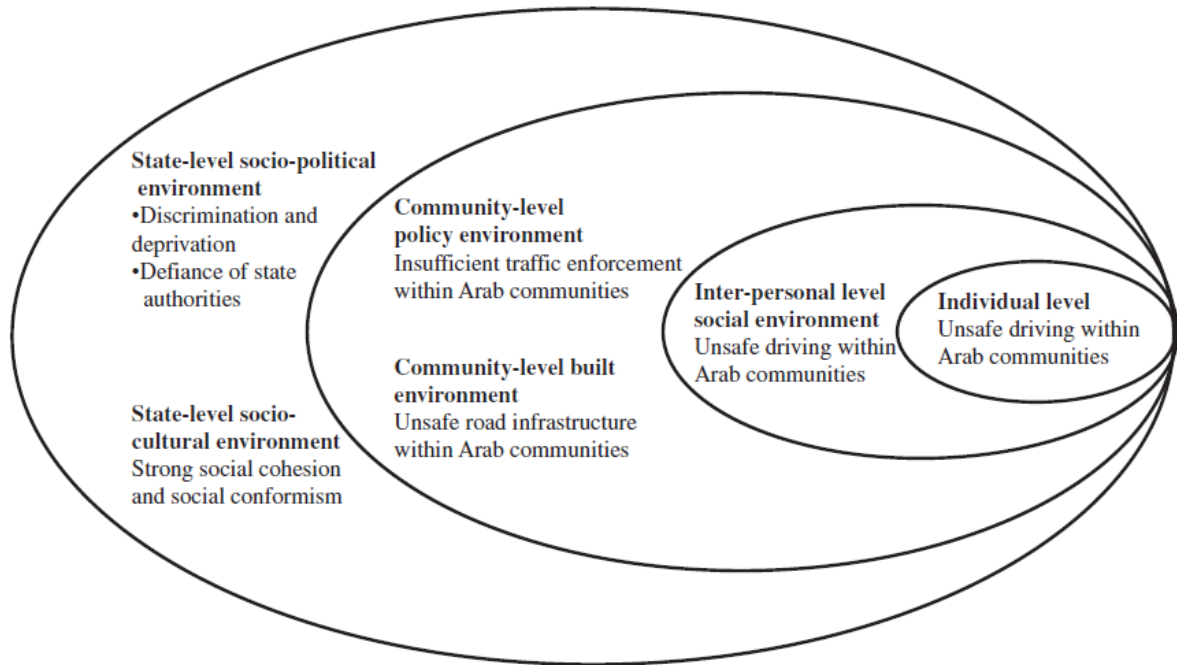 State-level socio-political
environment
•Discrimination and
deprivation
•Defiance of state
authorities
State-level socio-
cultural environment
Strong social cohesion
and social conformism
Community-level
policy environment
Insufficient traffic enforcement
within Arab communities
Community-level built
environment
Unsafe road infrastructure
within Arab communities
Inter-personal level
social environment
Unsafe driving within
Arab communities
Individual level
Unsafe driving within
Arab communities